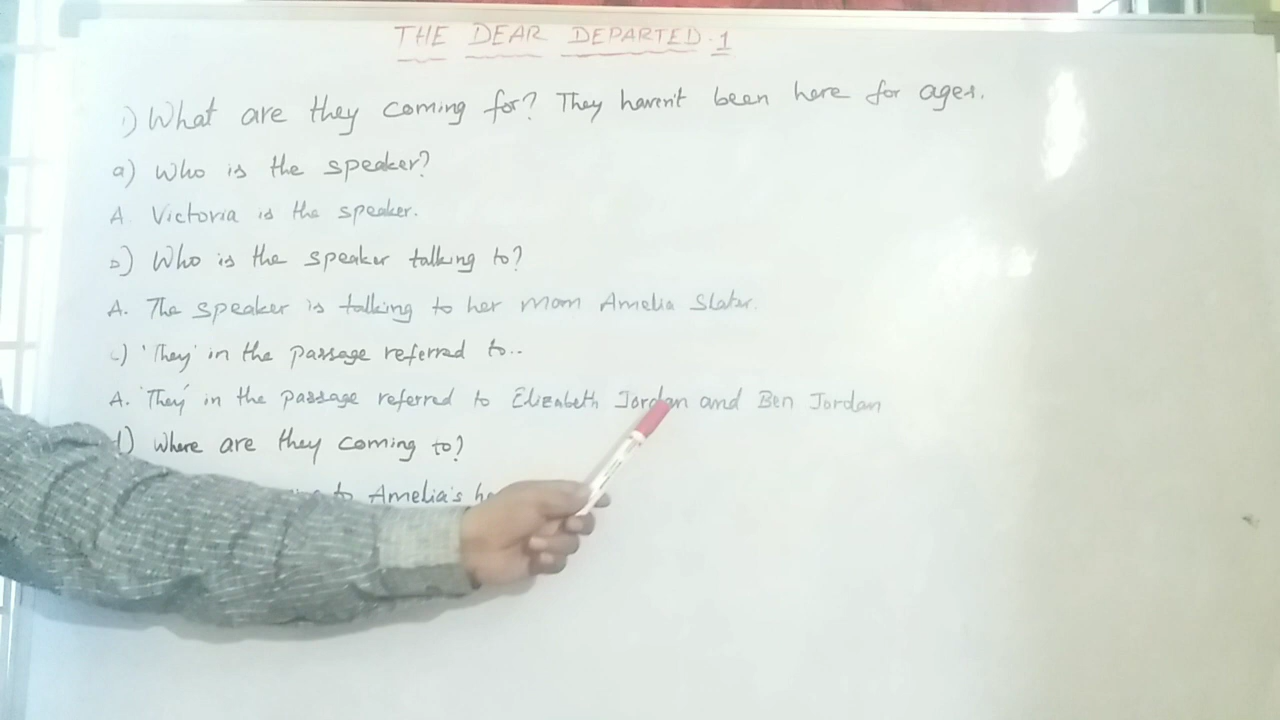 THE DEAR DEPARTED.1
i) What are they coming for? They haven't been here for ages.
a) Who is the speaker?
A. Victoria is the speaker.
b) Who is the speaker talking to?
A. The speaker is talking to her mom Amelia Slater.
c) 'They' in the passage referred to..
A. 'They' in the passage referred to Elizabeth Jordan and Ben Jordan
d) Where are they coming to?
to Amelia's